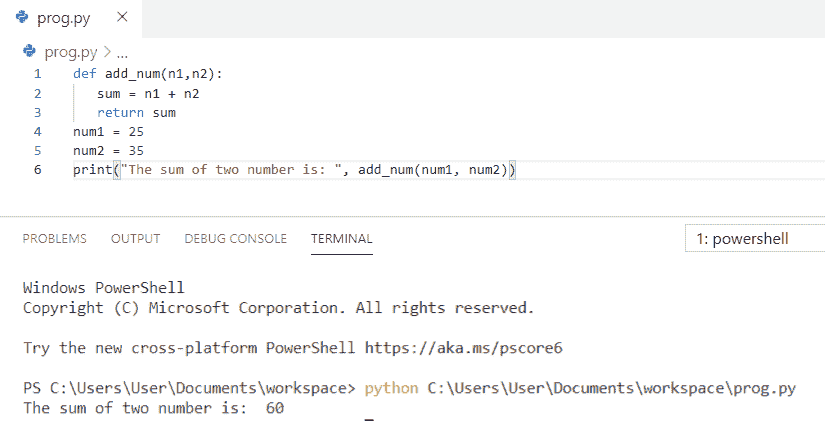 prog.py ×
prog.py > ...
1 def add_num(n1,n2):
2 sum = n1 + n2
3 return sum
4 num1 = 25
5 num2 = 35
6 print("The sum of two number is: ", add_num(num1, num2))
PROBLEMS OUTPUT DEBUG CONSOLE TERMINAL 1: powershell
Windows PowerShell
Copyright (C) Microsoft Corporation. All rights reserved.
Try the new cross-platform PowerShell https://aka.ms/pscore6
PS C:\Users\User\Documents\workspace> python C:\Users\User\Documents\workspace\prog.py
The sum of two number is:  60